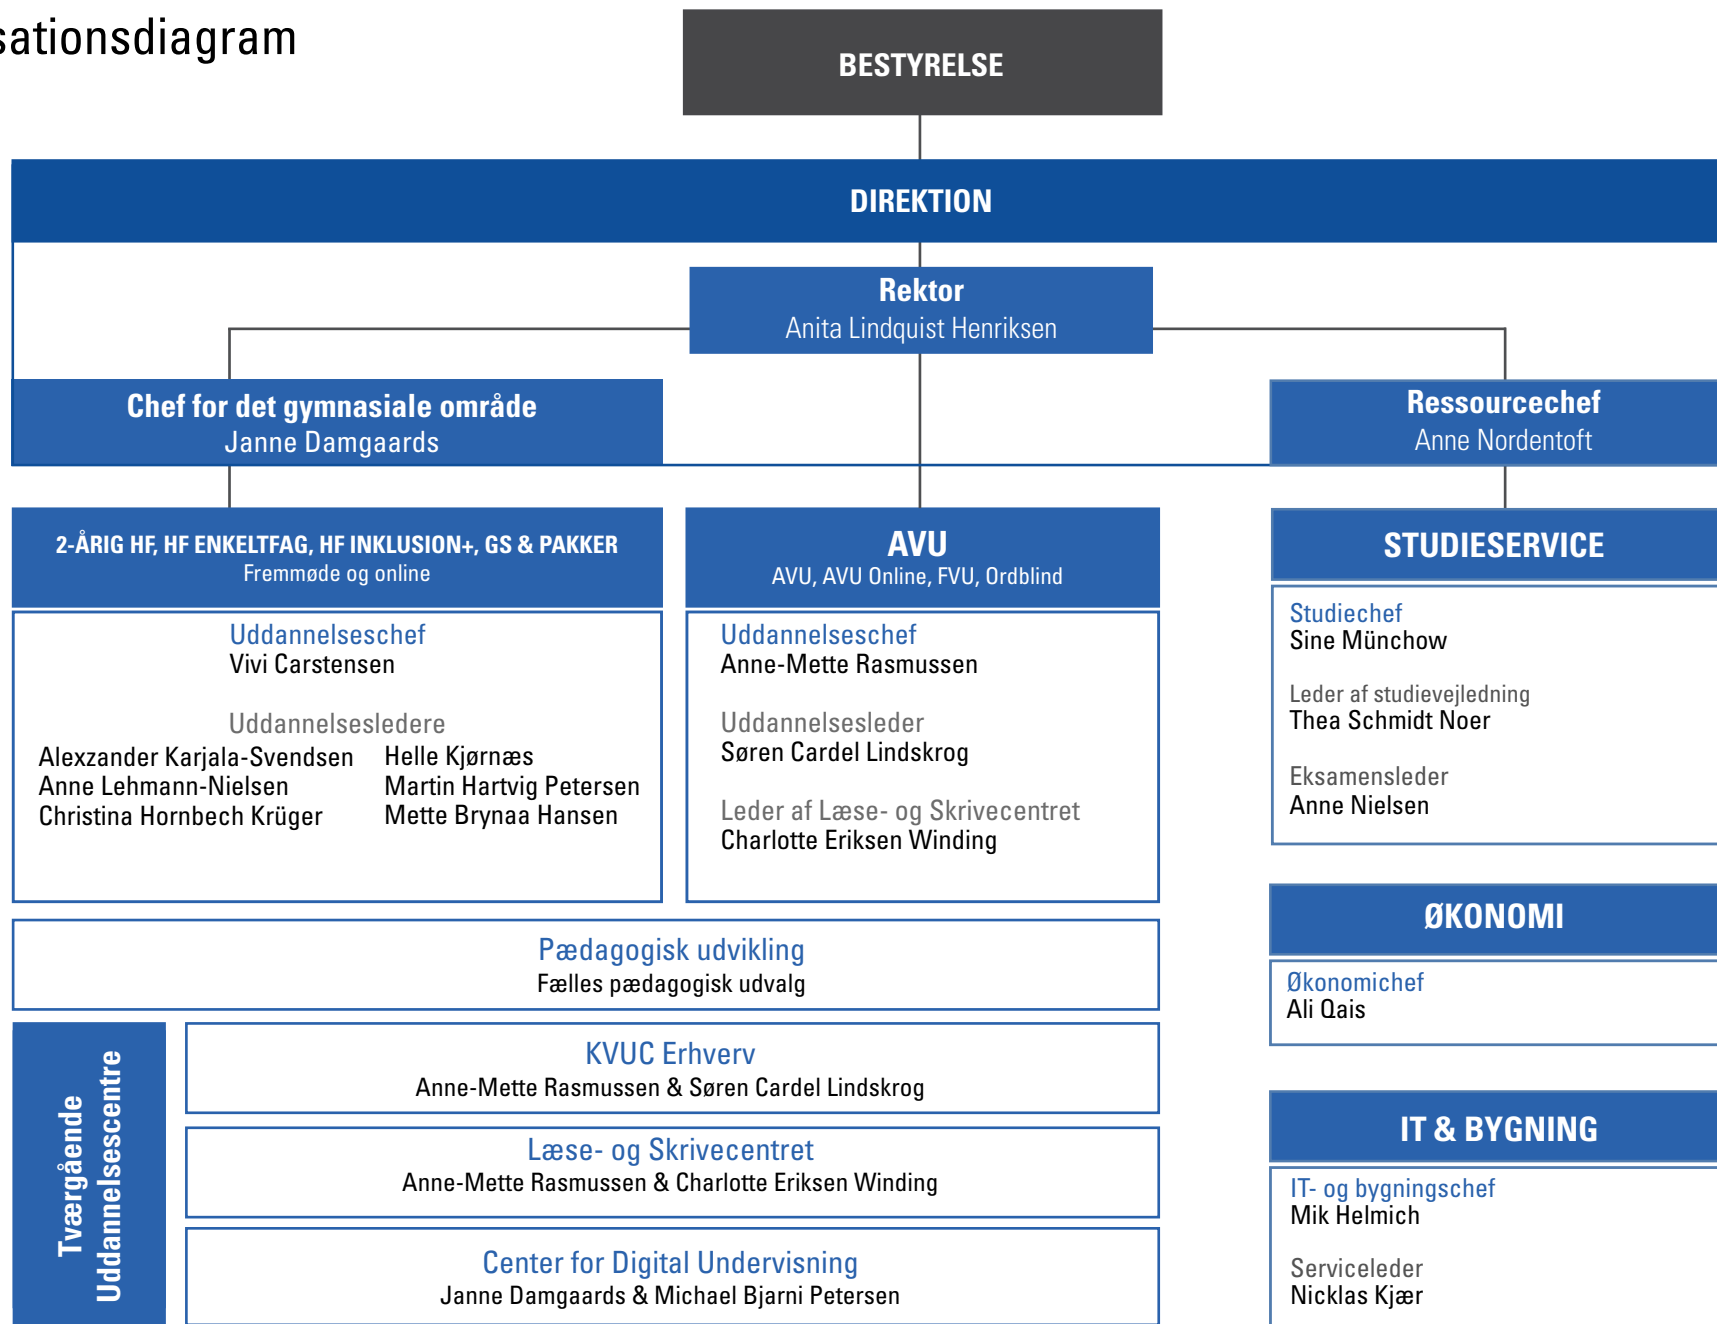 sationsdiagram
BESTYRELSE
DIREKTION
Rektor
Anita Lindquist Henriksen
Chef for det gymnasiale område
Janne Damgaards
Ressourcechef
Anne Nordentoft
2-ÅRIG HF, HF ENKELTFAG, HF INKLUSION+, GS & PAKKER
Fremmøde og online
Uddannelseschef
Vivi Carstensen
Uddannelsesledere
Alexzander Karjala-Svendsen
Anne Lehmann-Nielsen
Christina Hornbech Krüger
Helle Kjørnæs
Martin Hartvig Petersen
Mette Brynaa Hansen
AVU
AVU, AVU Online, FVU, Ordblind
Uddannelseschef
Anne-Mette Rasmussen
Uddannelsesleder
Søren Cardel Lindskrog
Leder af Læse- og Skrivecentret
Charlotte Eriksen Winding
STUDIESERVICE
Studiechef
Sine Münchow
Leder af studievejledning
Thea Schmidt Noer
Eksamensleder
Anne Nielsen
ØKONOMI
Økonomichef
Ali Qais
IT & BYGNING
IT- og bygningschef
Mik Helmich
Serviceleder
Nicklas Kjær
Pædagogisk udvikling
Fælles pædagogisk udvalg
Tværgående
Uddannelsescentre
KVUC Erhverv
Anne-Mette Rasmussen & Søren Cardel Lindskrog
Læse- og Skrivecentret
Anne-Mette Rasmussen & Charlotte Eriksen Winding
Center for Digital Undervisning
Janne Damgaards & Michael Bjarni Petersen